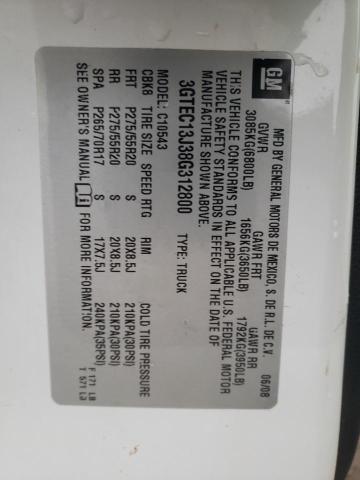 GM
MFD BY GENERAL MOTORS DE MEXICO, S. DE R.L. DE C.V.
06/08
GVWR GAWR FRT GAWR RR
3085KG(6800LB) 1656KG(3650LB) 1792KG(3950LB)
THIS VEHICLE CONFORMS TO ALL APPLICABLE U.S. FEDERAL MOTOR
VEHICLE SAFETY STANDARDS IN EFFECT ON THE DATE OF
MANUFACTURE SHOWN ABOVE.
3GTEC13J38G312800 TYPE: TRUCK
MODEL: C10543
CBK8 TIRE SIZE SPEED RTG RIM COLD TIRE PRESSURE
FRT P275/55R20 S 20X8.5J 210KPA(30PSI)
RR P275/55R20 S 20X8.5J 210KPA(30PSI)
SPA P265/70R17 S 17X7.5J 240KPA(35PSI)
SEE OWNER'S MANUAL FOR MORE INFORMATION.
F 171 LB
T 571 LB